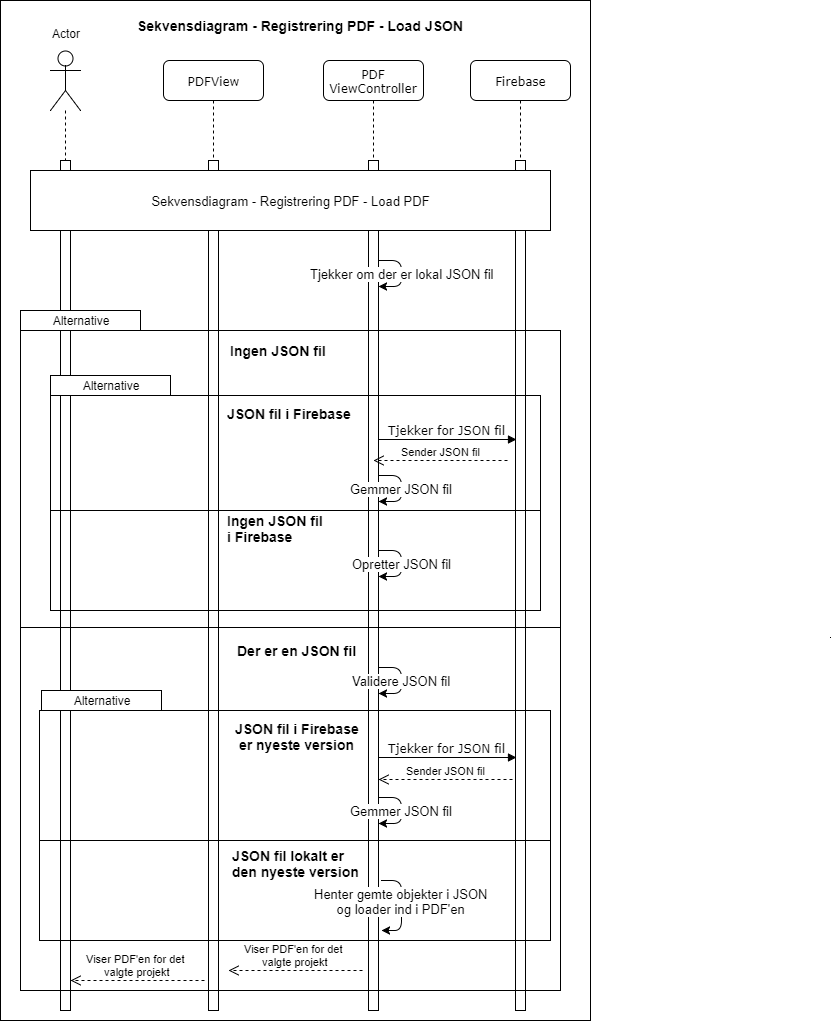 Sekvensdiagram - Registrering PDF - Load JSON
Actor
PDFView
PDF
ViewController
Firebase
Sekvensdiagram - Registrering PDF - Load PDF
Tjekker om der er lokal JSON fil
Alternative
Ingen JSON fil
Alternative
JSON fil i Firebase
Tjekker for JSON fil
Sender JSON fil
Gemmer JSON fil
Ingen JSON fil
i Firebase
Opretter JSON fil
Der er en JSON fil
Validere JSON fil
Alternative
JSON fil i Firebase
er nyeste version
Tjekker for JSON fil
Sender JSON fil
Gemmer JSON fil
JSON fil lokalt er
den nyeste version
Henter gemte objekter i JSON
og loader ind i PDF'en
Viser PDF'en for det
valgte projekt
Viser PDF'en for det
valgte projekt